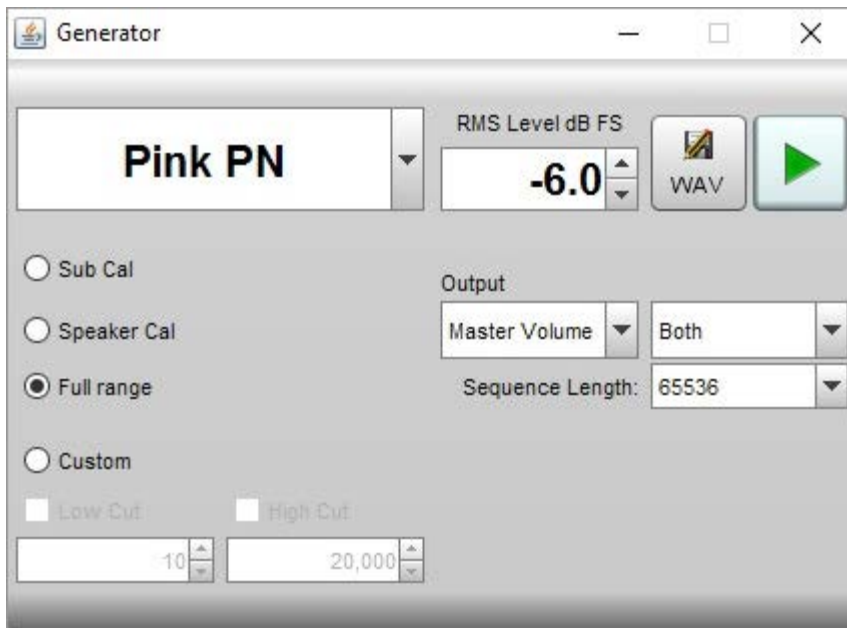 Generator
Pink PN
RMS Level dB FS
-6.0
WAV
Sub Cal
Speaker Cal
Full range
Custom
Output
Master Volume
Both
Sequence Length:
65536
Low Cut
High Cut
10
20,000